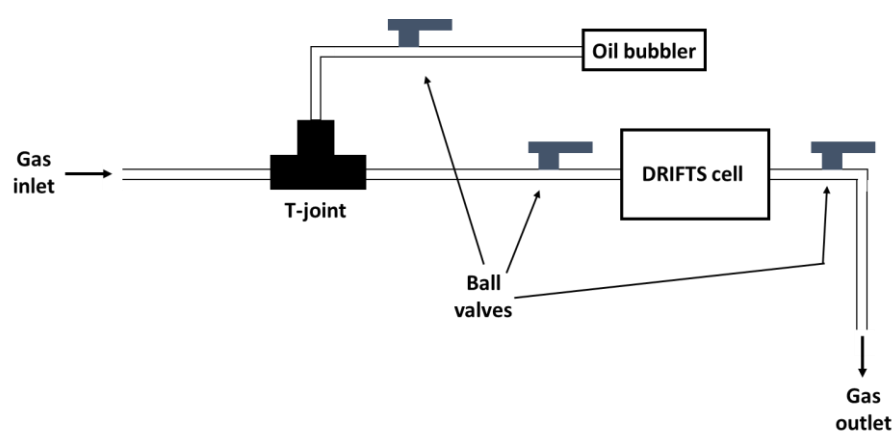 Oil bubbler
Gas
inlet
DRIFTS cell
T-joint
Ball
valves
Gas
outlet